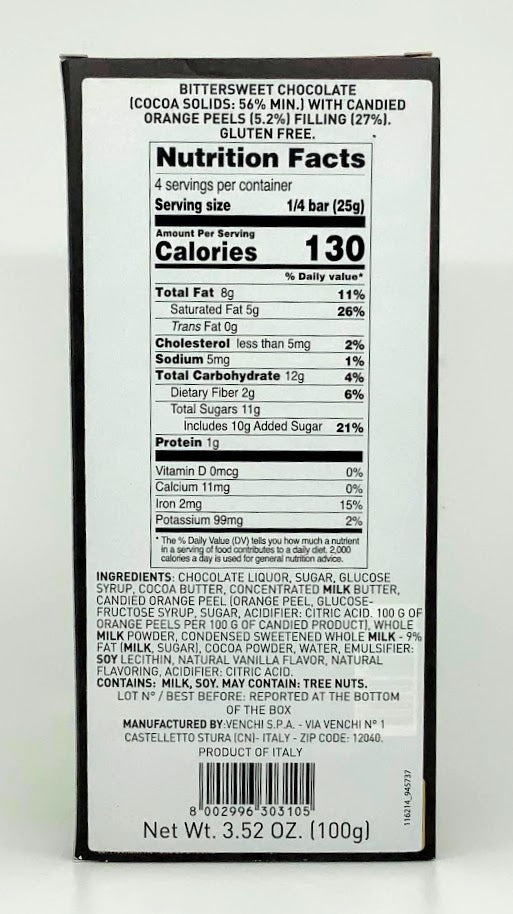 BITTERSWEET CHOCOLATE
(COCOA SOLIDS: 56% MIN.) WITH CANDIED
ORANGE PEELS (5.2%) FILLING (27%).
GLUTEN FREE.
Nutrition Facts
4 servings per container
Serving size 1/4 bar (25g)
Amount Per Serving
Calories 130
% Daily value*
Total Fat 8g 11%
Saturated Fat 5g 26%
Trans Fat 0g
Cholesterol less than 5mg 2%
Sodium 5mg 1%
Total Carbohydrate 12g 4%
Dietary Fiber 2g 6%
Total Sugars 11g
Includes 10g Added Sugar 21%
Protein 1g
Vitamin D 0mcg 0%
Calcium 11mg 0%
Iron 2mg 15%
Potassium 99mg 2%
* The % Daily Value (DV) tells you how much a nutrient
in a serving of food contributes to a daily diet. 2,000
calories a day is used for general nutrition advice.
INGREDIENTS: CHOCOLATE LIQUOR, SUGAR, GLUCOSE
SYRUP, COCOA BUTTER, CONCENTRATED MILK BUTTER,
CANDIED ORANGE PEEL (ORANGE PEEL, GLUCOSE-
FRUCTOSE SYRUP, SUGAR, ACIDIFIER: CITRIC ACID. 100 G OF
ORANGE PEELS PER 100 G OF CANDIED PRODUCT), WHOLE
MILK POWDER, CONDENSED SWEETENED WHOLE MILK - 9%
FAT (MILK, SUGAR), COCOA POWDER, WATER, EMULSIFIER:
SOY LECITHIN, NATURAL VANILLA FLAVOR, NATURAL
FLAVORING, ACIDIFIER: CITRIC ACID.
CONTAINS: MILK, SOY. MAY CONTAIN: TREE NUTS.
LOT N° / BEST BEFORE: REPORTED AT THE BOTTOM
OF THE BOX
MANUFACTURED BY:VENCHI S.P.A. - VIA VENCHI N° 1
CASTELLETTO STURA (CN)- ITALY - ZIP CODE: 12040.
PRODUCT OF ITALY
8 002996 303105
Net Wt. 3.52 OZ. (100g)
116214_945737